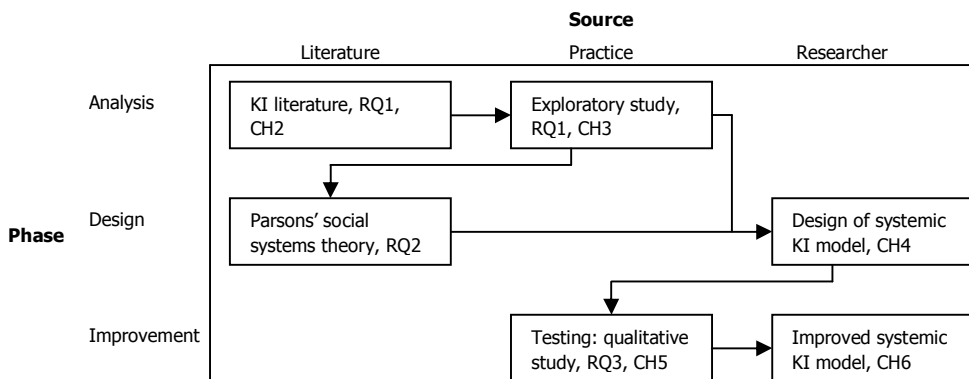 Source
Literature
Practice
Researcher
Analysis
KI literature, RQ1,
CH2
Exploratory study,
RQ1, CH3
Phase
Design
Parsons’ social
systems theory, RQ2
Design of systemic
KI model, CH4
Improvement
Testing: qualitative
study, RQ3, CH5
Improved systemic
KI model, CH6